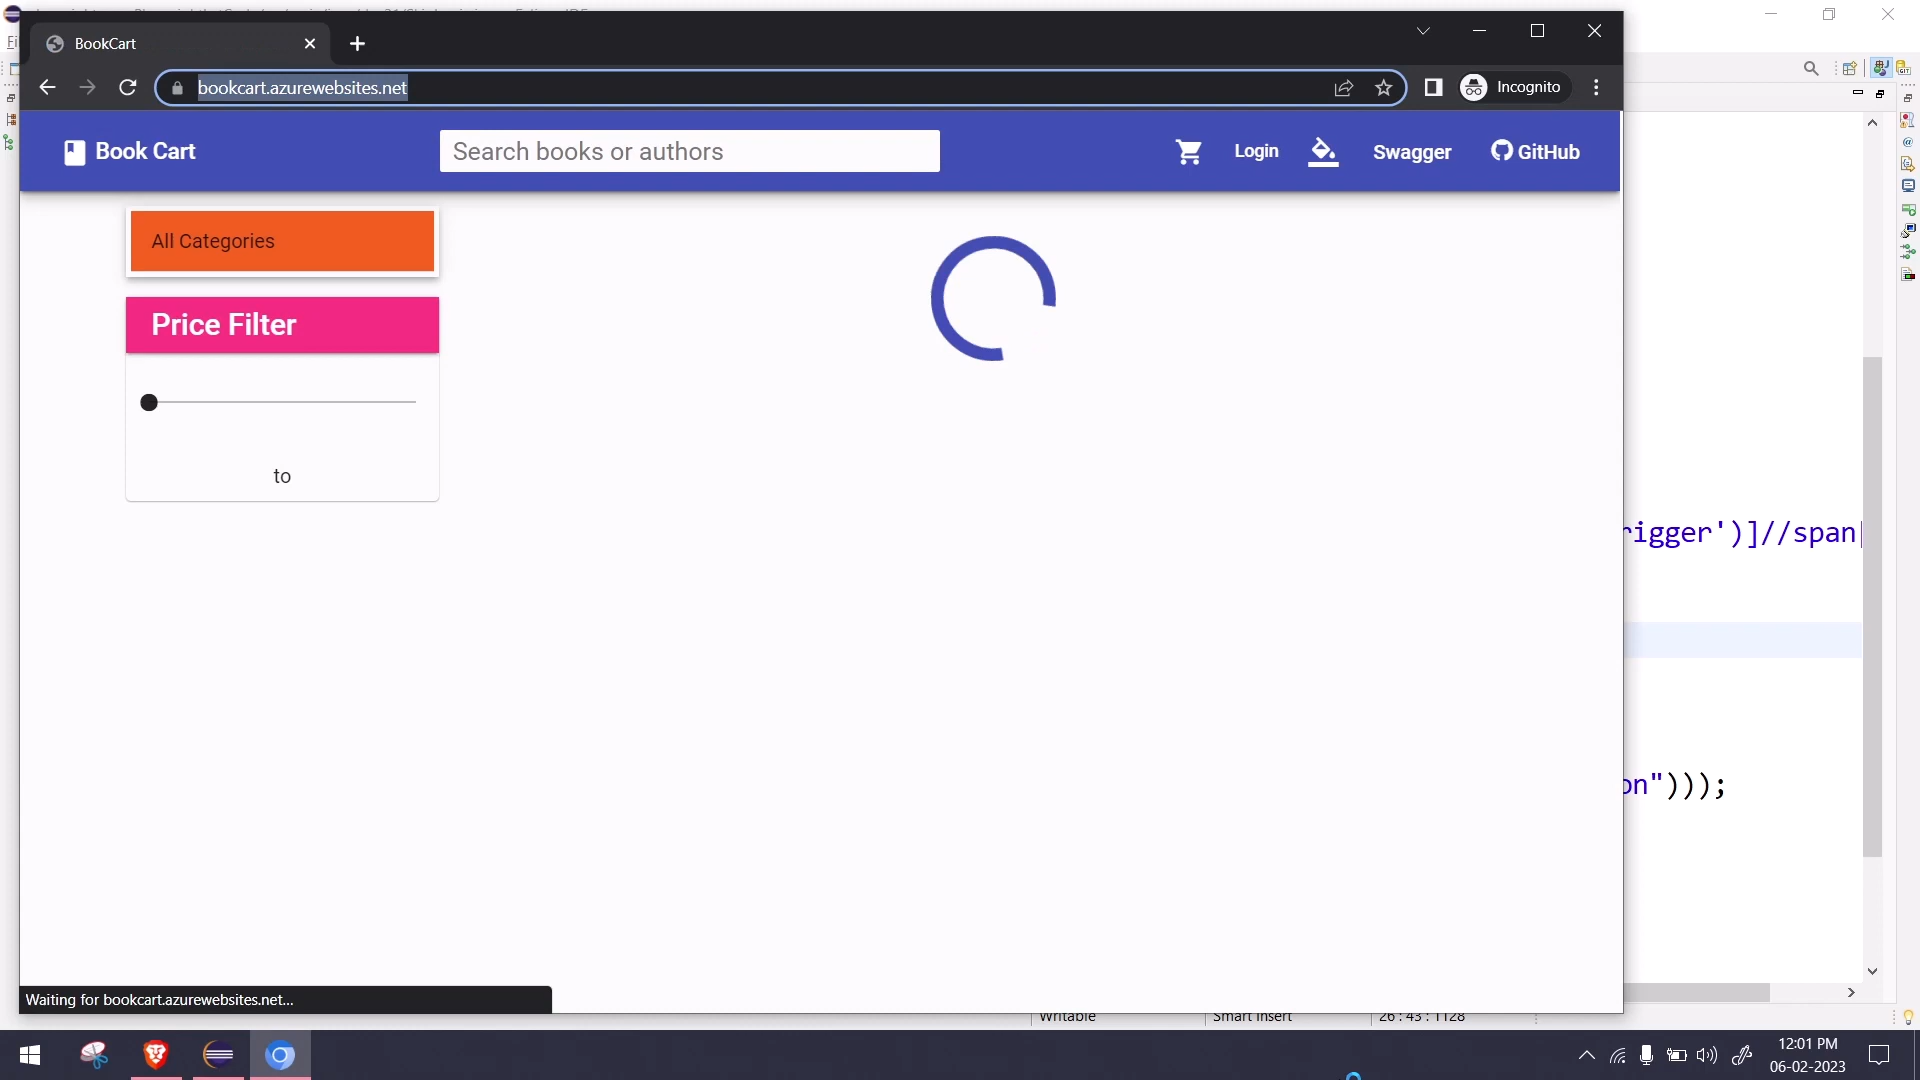 BookCart
bookcart.azurewebsites.net
Incognito
Book Cart
Search books or authors
Login
Swagger
GitHub
All Categories
Price Filter
to
rigger')]//span
on")));
Waiting for bookcart.azurewebsites.net...
Writable
Smart Insert
26 : 43 : 1128
12:01 PM
06-02-2023